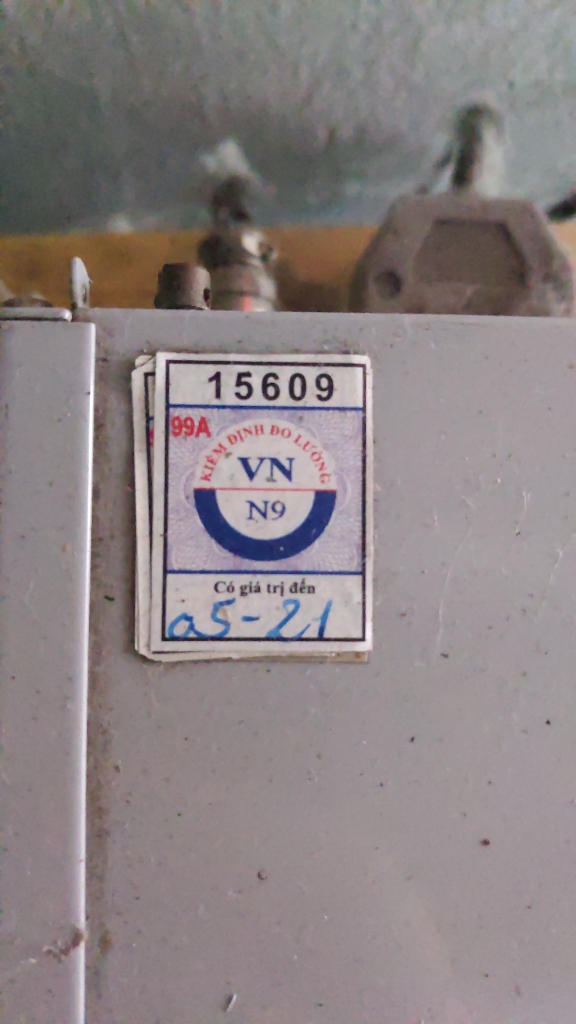 15609
99A
KIỂM ĐỊNH ĐO LƯỜNG
VN
N9
Có giá trị đến
05-21